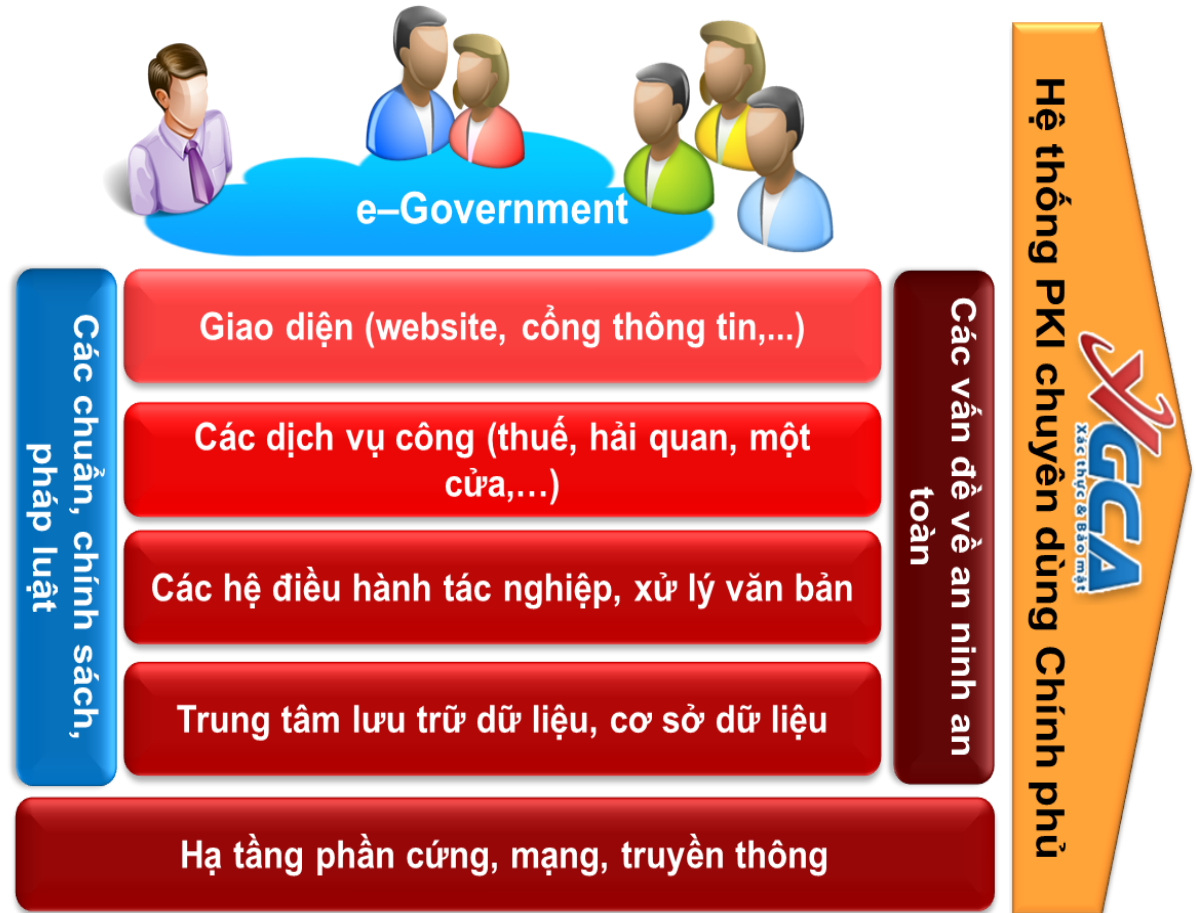 e–Government
Các chuẩn, chính sách,
pháp luật
Giao diện (website, cổng thông tin,...)
Các dịch vụ công (thuế, hải quan, một
cửa,…)
Các hệ điều hành tác nghiệp, xử lý văn bản
Trung tâm lưu trữ dữ liệu, cơ sở dữ liệu
Các vấn đề về an ninh an
toàn
Hạ tầng phần cứng, mạng, truyền thông
Hệ thống PKI chuyên dùng Chính phủ
GCA
Xác thực & Bảo mật